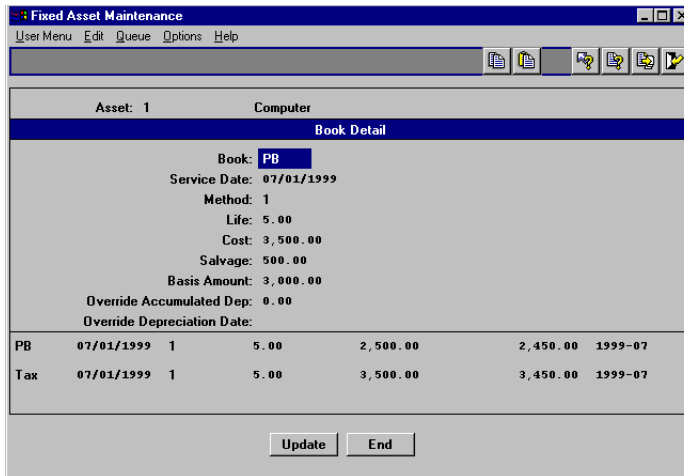 Fixed Asset Maintenance
User Menu Edit Queue Options Help
Asset: 1 Computer
Book Detail
Book: PB
Service Date: 07/01/1999
Method: 1
Life: 5.00
Cost: 3,500.00
Salvage: 500.00
Basis Amount: 3,000.00
Override Accumulated Dep: 0.00
Override Depreciation Date:
PB 07/01/1999 1 5.00 2,500.00 2,450.00 1999-07
Tax 07/01/1999 1 5.00 3,500.00 3,450.00 1999-07
Update End